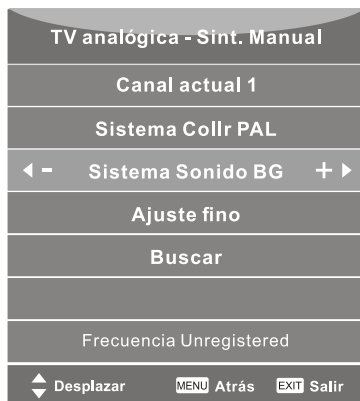 TV analógica - Sint. Manual
Canal actual 1
Sistema Collr PAL
- Sistema Sonido BG +
Ajuste fino
Buscar
Frecuencia Unregistered
Desplazar MENU Atrás EXIT Salir